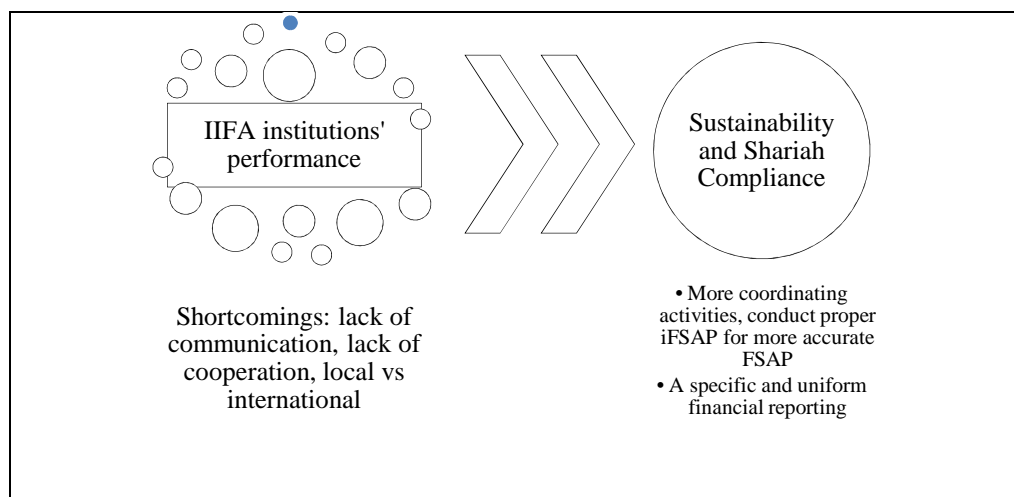 IIFA institutions'
performance
Shortcomings: lack of
communication, lack of
cooperation, local vs
international
Sustainability
and Shariah
Compliance
• More coordinating
activities, conduct proper
iFSAP for more accurate
FSAP
• A specific and uniform
financial reporting